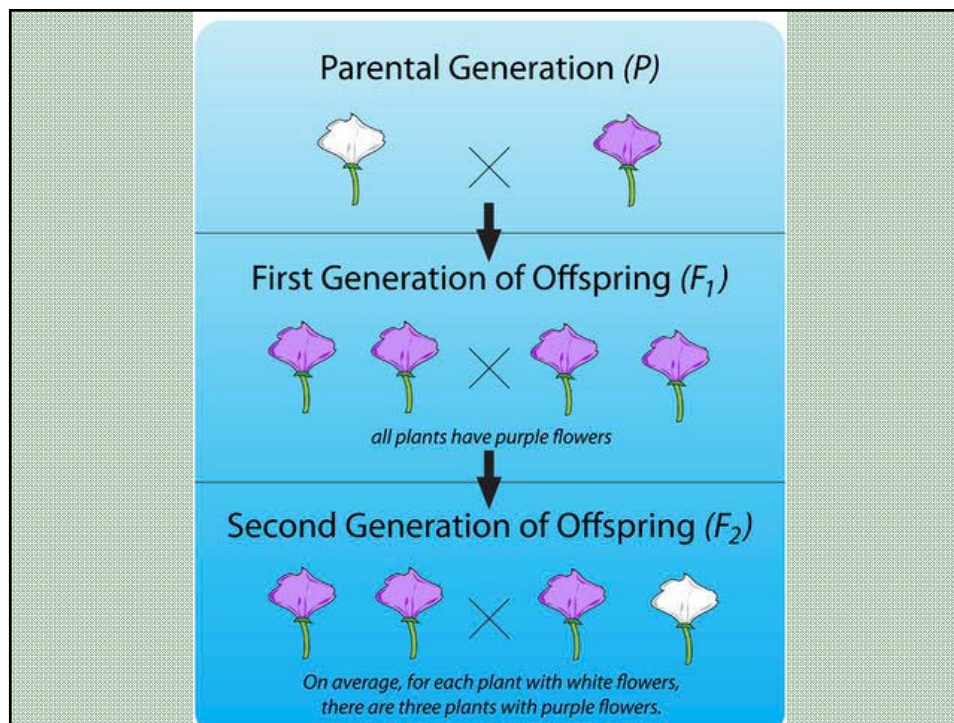 Parental Generation (P)
First Generation of Offspring (F₁)
all plants have purple flowers
Second Generation of Offspring (F₂)
On average, for each plant with white flowers,
there are three plants with purple flowers.